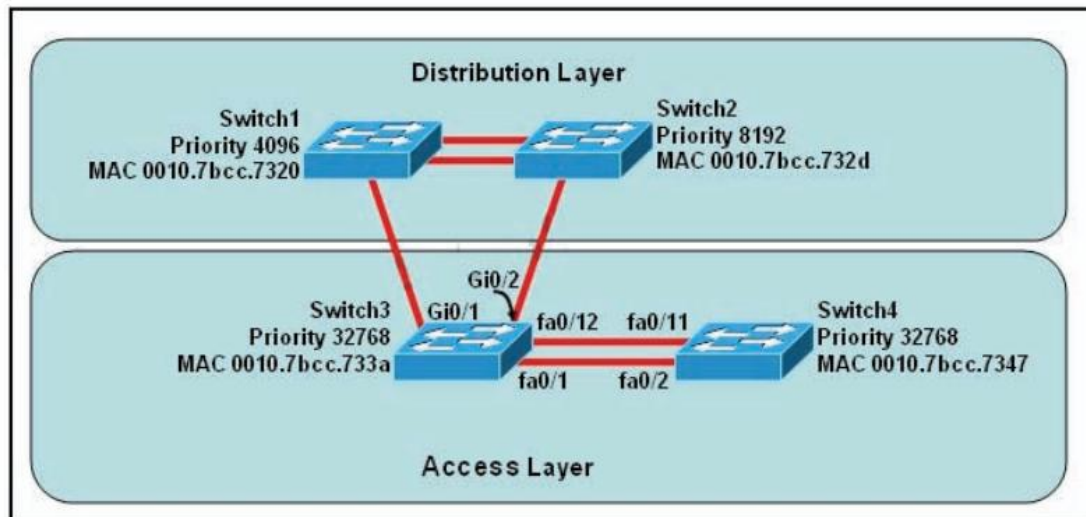 Distribution Layer
Switch1
Priority 4096
MAC 0010.7bcc.7320
Switch2
Priority 8192
MAC 0010.7bcc.732d
Gi0/2
Switch3
Priority 32768
MAC 0010.7bcc.733a
Gi0/1
fa0/12
fa0/11
fa0/1
fa0/2
Switch4
Priority 32768
MAC 0010.7bcc.7347
Access Layer